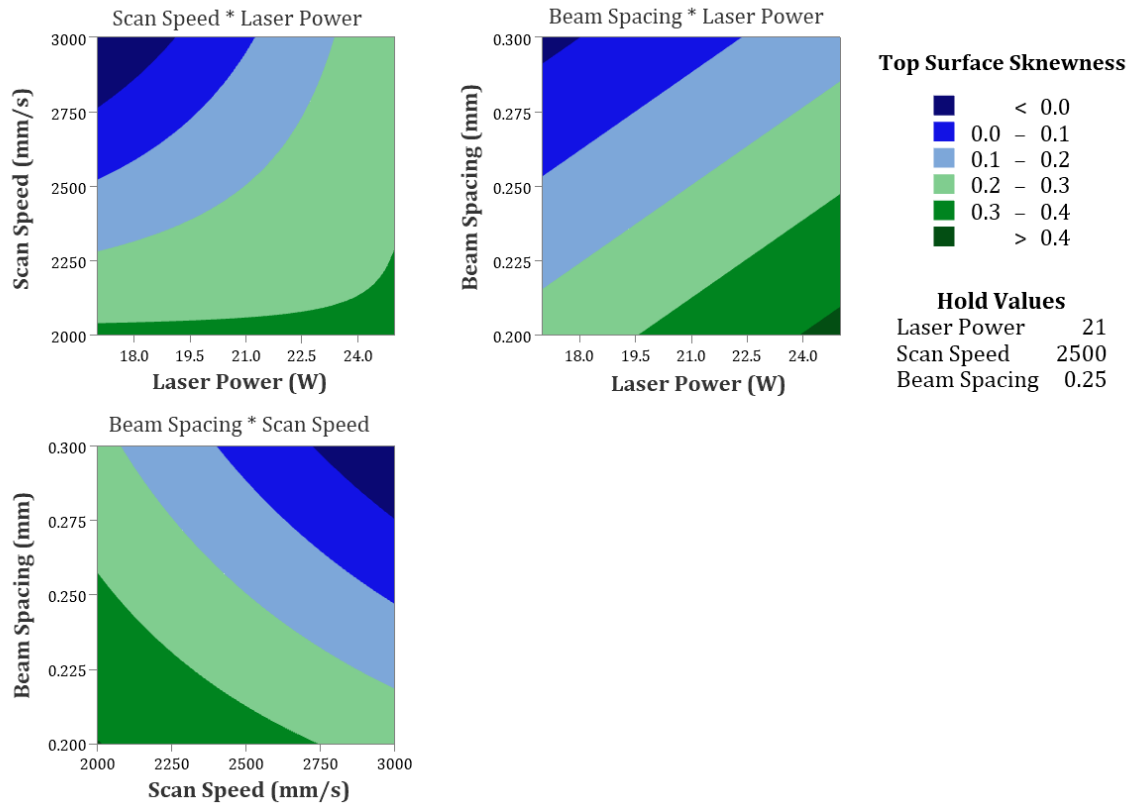 Scan Speed * Laser Power
3000
2750
2500
2250
2000
Scan Speed (mm/s)
18.0 19.5 21.0 22.5 24.0
Laser Power (W)
Beam Spacing * Laser Power
0.300
0.275
0.250
0.225
0.200
Beam Spacing (mm)
18.0 19.5 21.0 22.5 24.0
Laser Power (W)
Top Surface Sknewness
< 0.0
0.0 – 0.1
0.1 – 0.2
0.2 – 0.3
0.3 – 0.4
> 0.4
Hold Values
Laser Power 21
Scan Speed 2500
Beam Spacing 0.25
Beam Spacing * Scan Speed
0.300
0.275
0.250
0.225
0.200
Beam Spacing (mm)
2000 2250 2500 2750 3000
Scan Speed (mm/s)